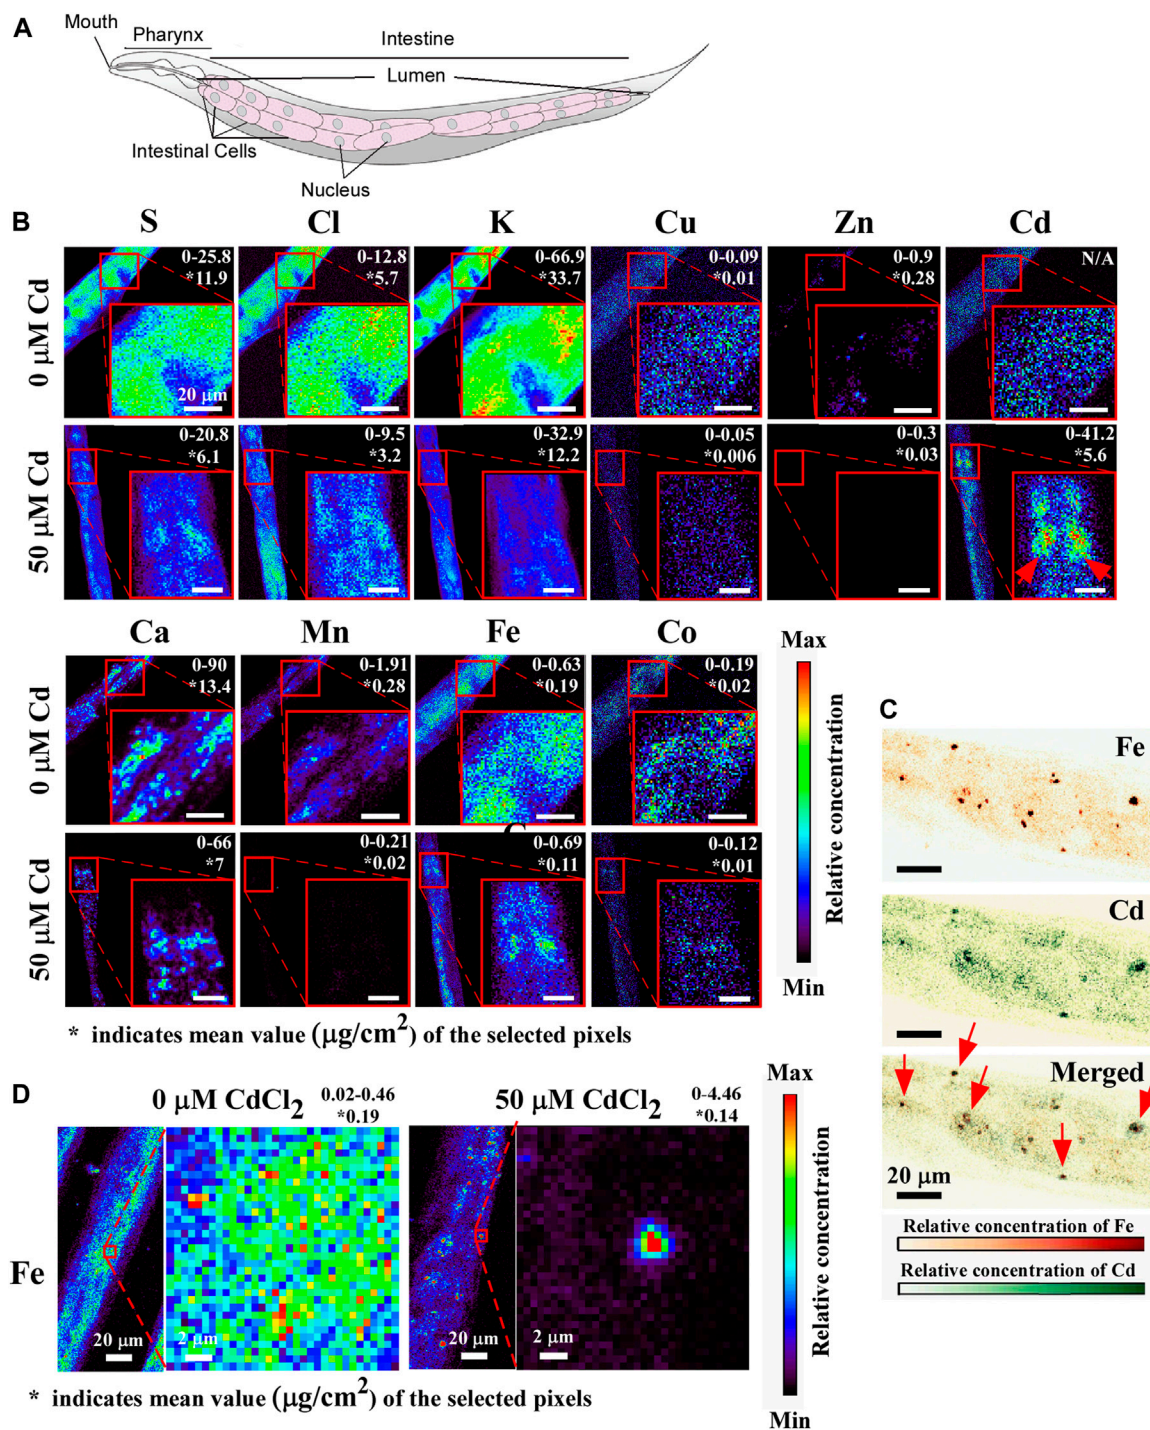 A
Mouth
Pharynx
Intestine
Lumen
Intestinal Cells
Nucleus
B
S Cl K Cu Zn Cd
0 µM Cd
0-25.8
*11.9
20 µm
0-12.8
*5.7
0-66.9
*33.7
0-0.09
*0.01
0-0.9
*0.28
N/A
50 µM Cd
0-20.8
*6.1
0-9.5
*3.2
0-32.9
*12.2
0-0.05
*0.006
0-0.3
*0.03
0-41.2
*5.6
Ca Mn Fe Co
0 µM Cd
0-90
*13.4
0-1.91
*0.28
0-0.63
*0.19
0-0.19
*0.02
50 µM Cd
0-66
*7
0-0.21
*0.02
0-0.69
*0.11
0-0.12
*0.01
Max
Relative concentration
Min
* indicates mean value (µg/cm²) of the selected pixels
C
Fe
Cd
Merged
20 µm
Relative concentration of Fe
Relative concentration of Cd
D
0 µM CdCl₂
0.02-0.46
*0.19
50 µM CdCl₂
0-4.46
*0.14
Fe
20 µm
2 µm
20 µm
2 µm
Max
Relative concentration
Min
* indicates mean value (µg/cm²) of the selected pixels